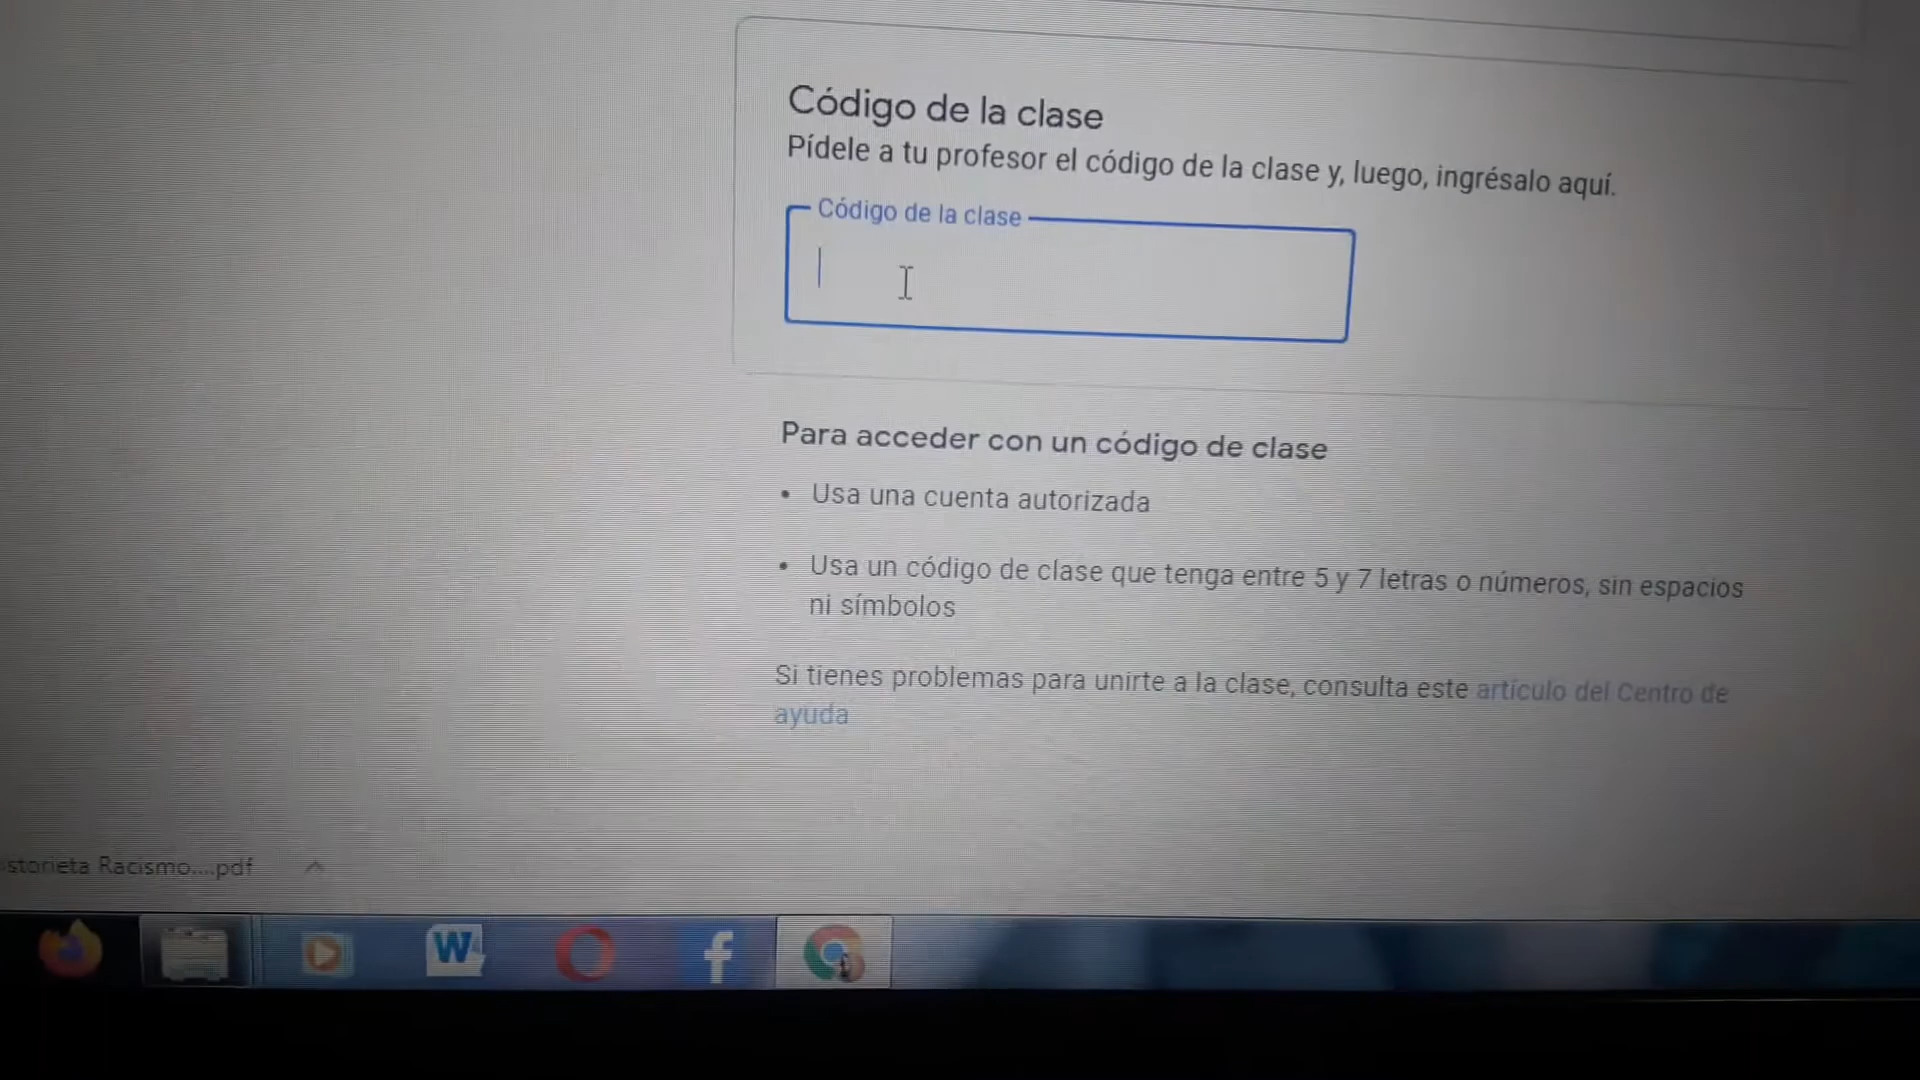 Código de la clase
Pídele a tu profesor el código de la clase y, luego, ingrésalo aquí.
Código de la clase
Para acceder con un código de clase
• Usa una cuenta autorizada
• Usa un código de clase que tenga entre 5 y 7 letras o números, sin espacios
ni símbolos
Si tienes problemas para unirte a la clase, consulta este artículo del Centro de
ayuda
storieta Racismo....pdf
W
f